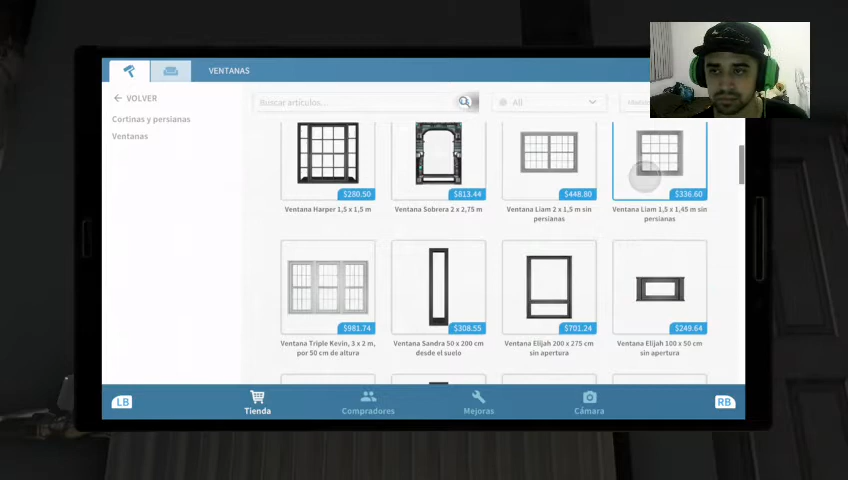 VENTANAS
VOLVER
Cortinas y persianas
Ventanas
Buscar artículos...
All
$280.50
$813.44
$448.80
$336.60
Ventana Harper 1,5 x 1,5 m
Ventana Sobrera 2 x 2,75 m
Ventana Liam 2 x 1,5 m sin
persianas
Ventana Liam 1,5 x 1,45 m sin
persianas
$981.74
$308.55
$701.24
$249.64
Ventana Triple Kevin, 3 x 2 m,
por 50 cm de altura
Ventana Sandra 50 x 200 cm
desde el suelo
Ventana Elijah 200 x 275 cm
sin apertura
Ventana Elijah 100 x 50 cm
sin apertura
LB
Tienda
Compradores
Mejoras
Cámara
RB